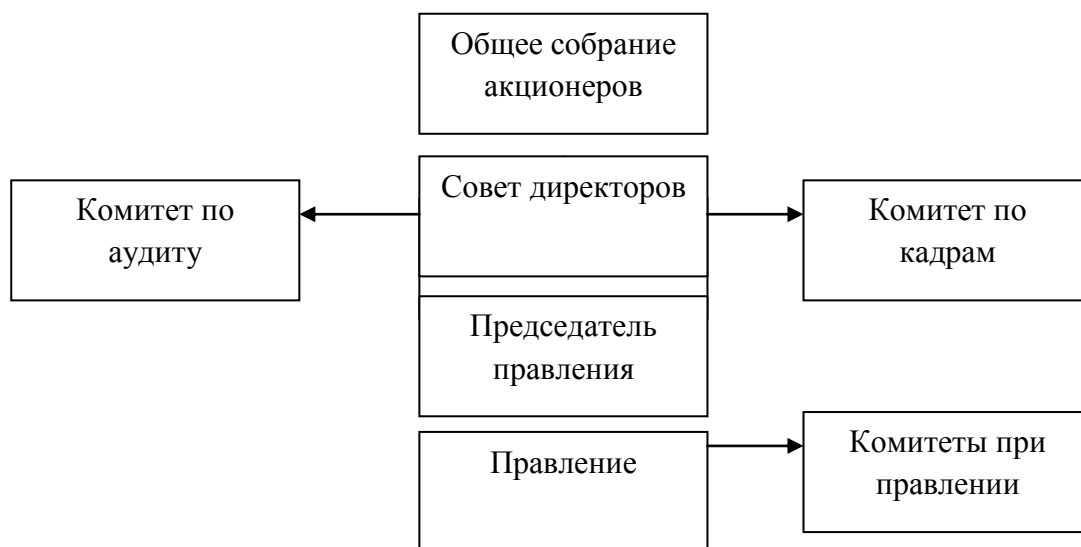 Общее собрание
акционеров
Совет директоров
Комитет по
аудиту
Комитет по
кадрам
Председатель
правления
Правление
Комитеты при
правлении